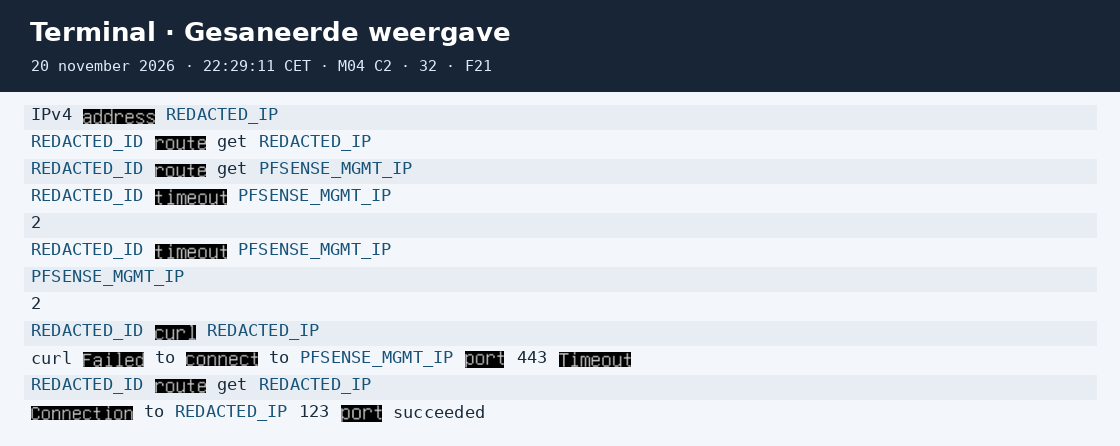 Terminal · Gesaneerde weergave
20 november 2026 · 22:29:11 CET · M04 C2 · 32 · F21
IPv4 address REDACTED_IP
REDACTED_ID route get REDACTED_IP
REDACTED_ID route get PFSENSE_MGMT_IP
REDACTED_ID timeout PFSENSE_MGMT_IP
2
REDACTED_ID timeout PFSENSE_MGMT_IP
PFSENSE_MGMT_IP
2
REDACTED_ID curl REDACTED_IP
curl Failed to connect to PFSENSE_MGMT_IP port 443 Timeout
REDACTED_ID route get REDACTED_IP
Connection to REDACTED_IP 123 port succeeded